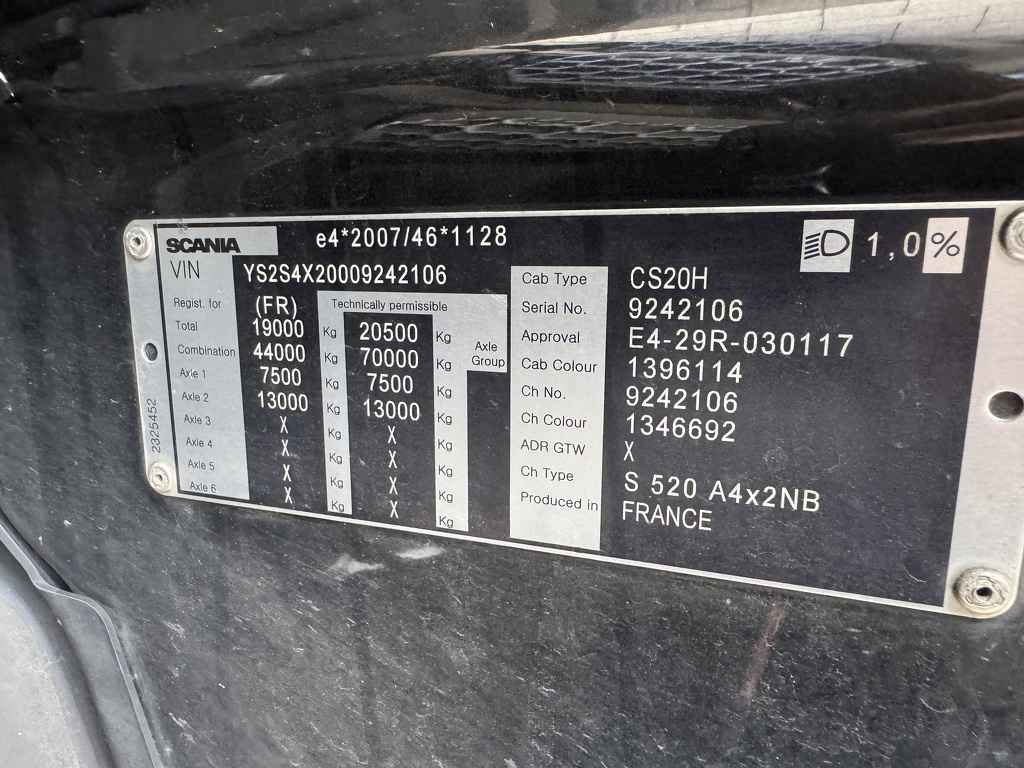 SCANIA e4*2007/46*1128 1,0%
VIN YS2S4X20009242106
Regist. for (FR) Technically permissible
Total 19000 Kg 20500 Kg
Combination 44000 Kg 70000 Kg
Axle 1 7500 Kg 7500 Kg
Axle 2 13000 Kg 13000 Kg
Axle 3 X Kg X Kg
Axle 4 X Kg X Kg
Axle 5 X Kg X Kg
Axle 6 X Kg X Kg
Axle
Group
2325452
Cab Type CS20H
Serial No. 9242106
Approval E4-29R-030117
Cab Colour 1396114
Ch No. 9242106
Ch Colour 1346692
ADR GTW X
Ch Type S 520 A4x2NB
Produced in FRANCE